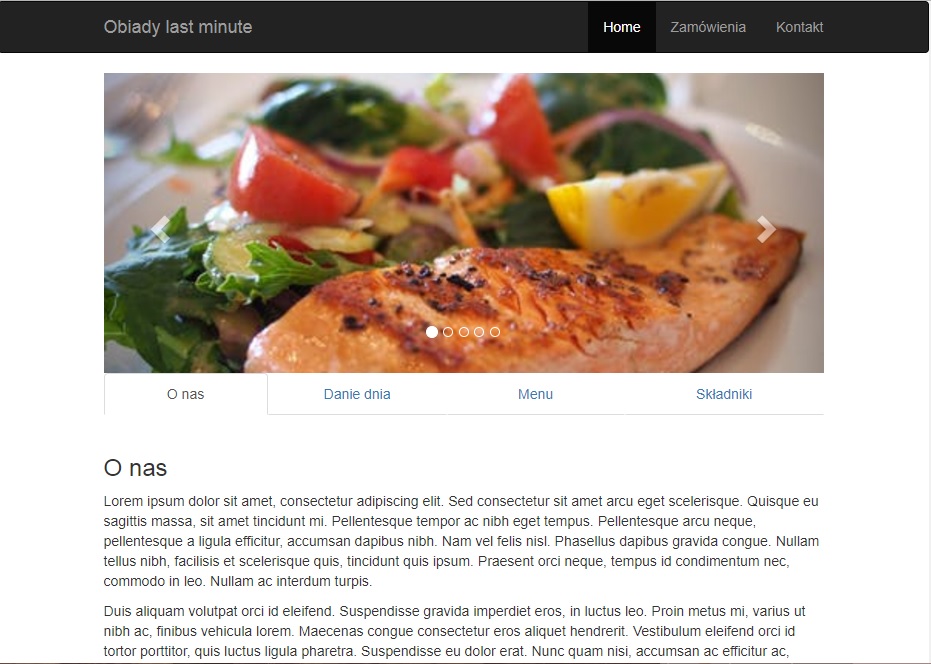 Obiady last minute
Home
Zamówienia
Kontakt
O nas
Danie dnia
Menu
Składniki
O nas
Lorem ipsum dolor sit amet, consectetur adipiscing elit. Sed consectetur sit amet arcu eget scelerisque. Quisque eu
sagittis massa, sit amet tincidunt mi. Pellentesque tempor ac nibh eget tempus. Pellentesque arcu neque,
pellentesque a ligula efficitur, accumsan dapibus nibh. Nam vel felis nisl. Phasellus dapibus gravida congue. Nullam
tellus nibh, facilisis et scelerisque quis, tincidunt quis ipsum. Praesent orci neque, tempus id condimentum nec,
commodo in leo. Nullam ac interdum turpis.
Duis aliquam volutpat orci id eleifend. Suspendisse gravida imperdiet eros, in luctus leo. Proin metus mi, varius ut
nibh ac, finibus vehicula lorem. Maecenas congue consectetur eros aliquet hendrerit. Vestibulum eleifend orci id
tortor porttitor, quis luctus ligula pharetra. Suspendisse eu dolor erat. Nunc quam nisi, accumsan ac efficitur ac,